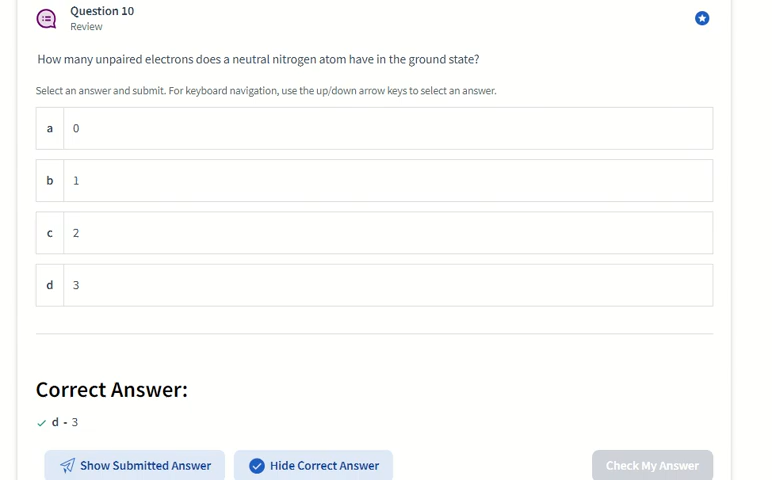 Question 10
Review
How many unpaired electrons does a neutral nitrogen atom have in the ground state?
Select an answer and submit. For keyboard navigation, use the up/down arrow keys to select an answer.
a 0
b 1
c 2
d 3
Correct Answer:
d - 3
Show Submitted Answer Hide Correct Answer Check My Answer